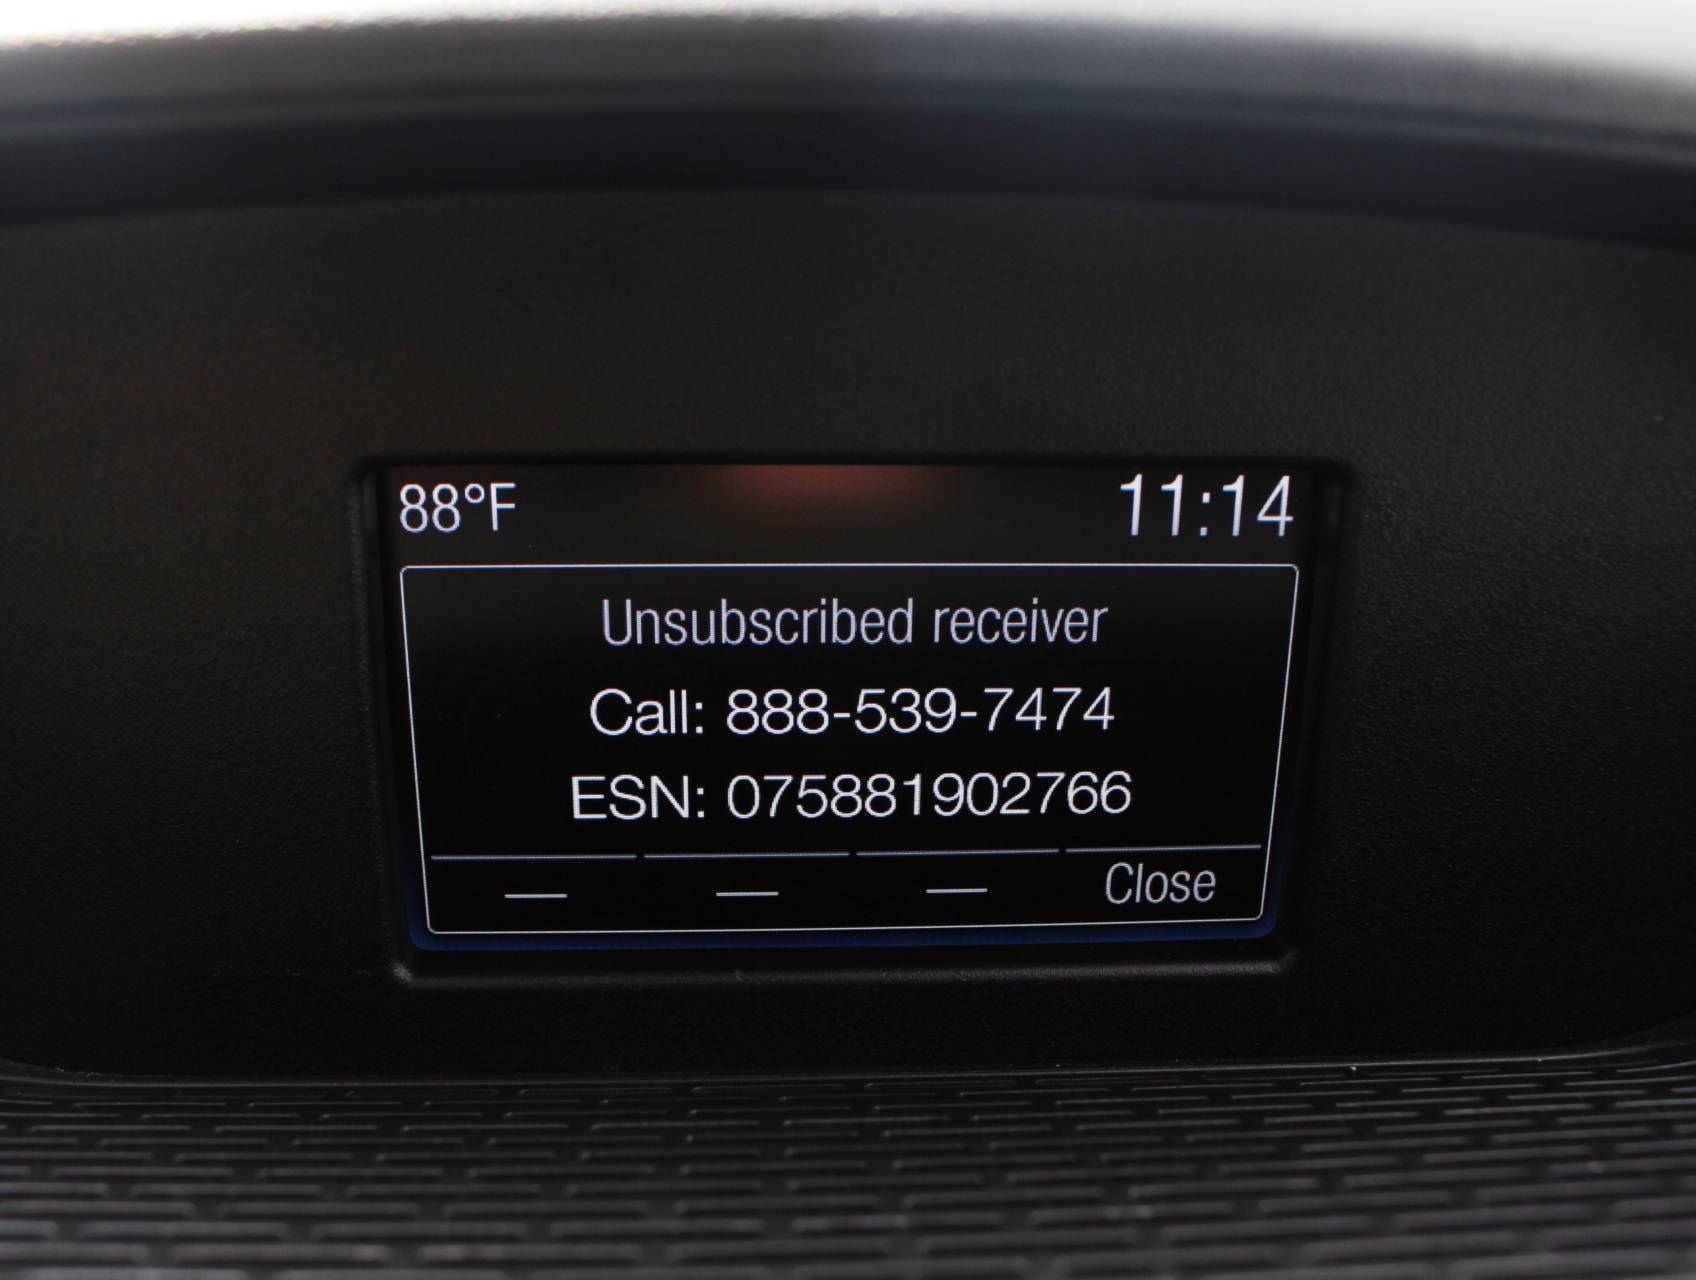 88°F 11:14
Unsubscribed receiver
Call: 888-539-7474
ESN: 075881902766
Close